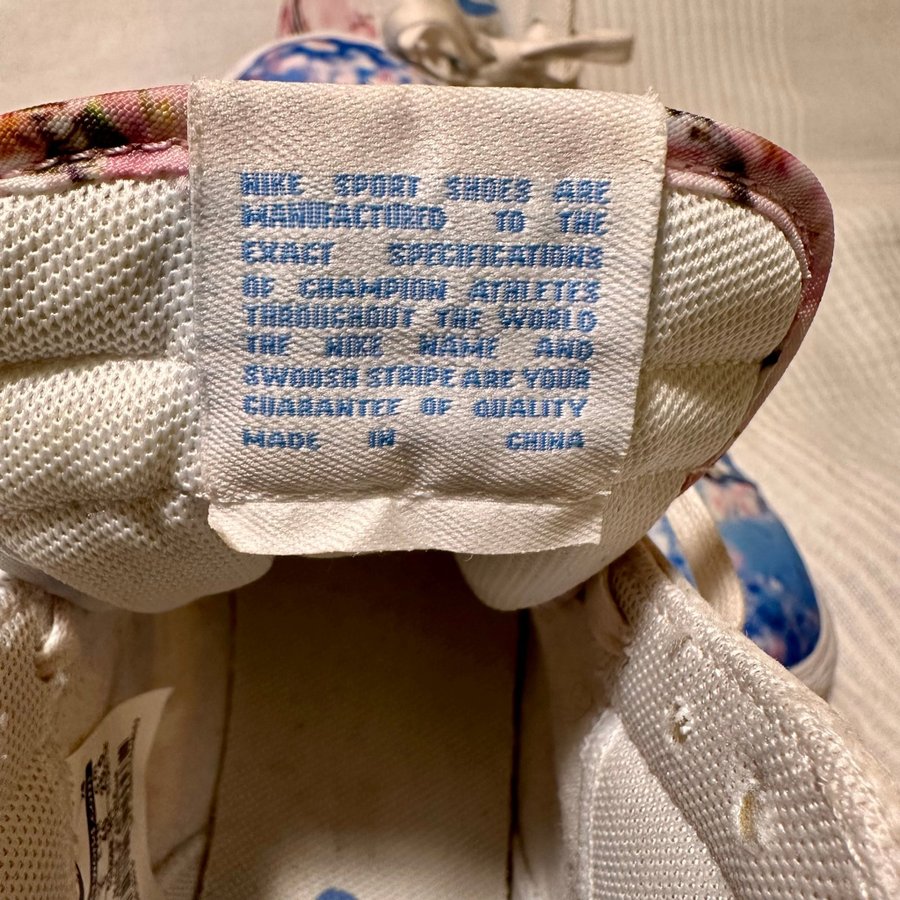 NIKE SPORT SHOES ARE
MANUFACTURED TO THE
EXACT SPECIFICATIONS
OF CHAMPION ATHLETES
THROUGHOUT THE WORLD
THE NIKE NAME AND
SWOOSH STRIPE ARE YOUR
GUARANTEE OF QUALITY
MADE IN CHINA